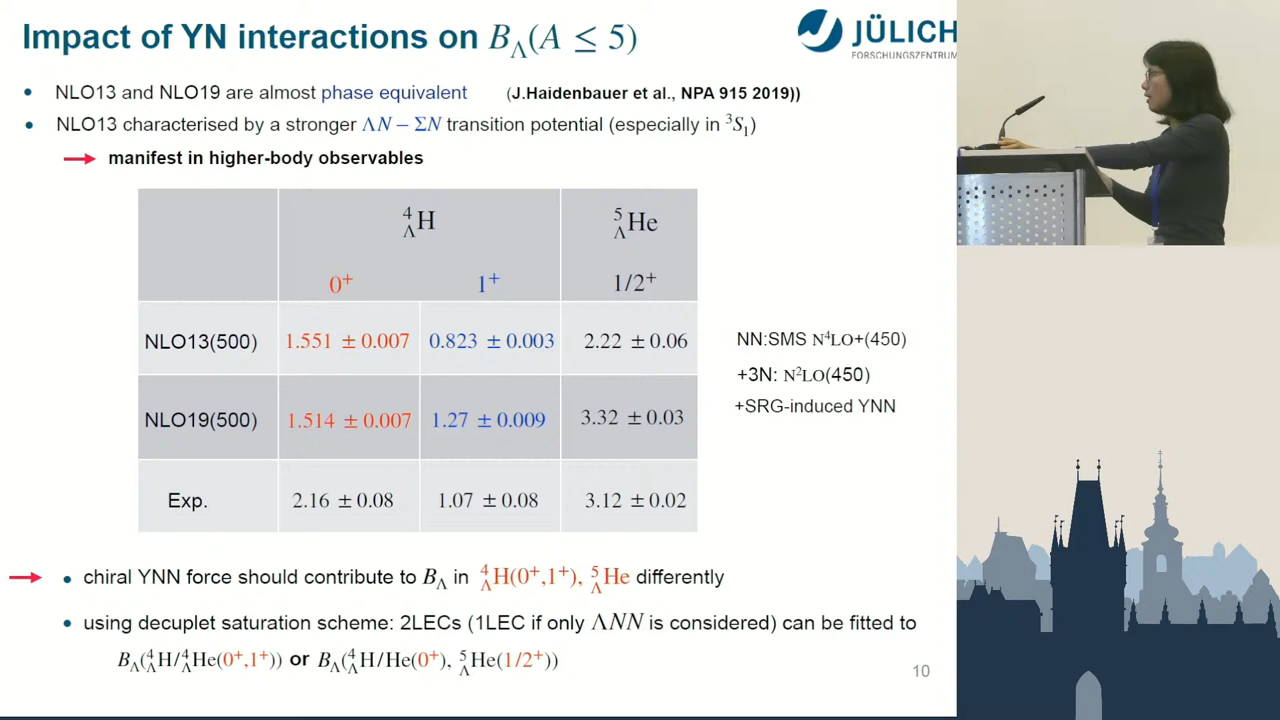 Impact of YN interactions on B_Λ(A ≤ 5)
JÜLICH
FORSCHUNGSZENTRUM
• NLO13 and NLO19 are almost phase equivalent (J.Haidenbauer et al., NPA 915 2019))
• NLO13 characterised by a stronger ΛN − ΣN transition potential (especially in ³S₁)
manifest in higher-body observables
⁴_ΛH ⁵_ΛHe
0⁺ 1⁺ 1/2⁺
NLO13(500) 1.551 ± 0.007 0.823 ± 0.003 2.22 ± 0.06
NLO19(500) 1.514 ± 0.007 1.27 ± 0.009 3.32 ± 0.03
Exp. 2.16 ± 0.08 1.07 ± 0.08 3.12 ± 0.02
NN:SMS N⁴LO+(450)
+3N: N²LO(450)
+SRG-induced YNN
• chiral YNN force should contribute to B_Λ in ⁴_ΛH(0⁺,1⁺), ⁵_ΛHe differently
• using decuplet saturation scheme: 2LECs (1LEC if only ΛNN is considered) can be fitted to
B_Λ(⁴_ΛH/⁴_ΛHe(0⁺,1⁺)) or B_Λ(⁴_ΛH/He(0⁺), ⁵_ΛHe(1/2⁺))
10